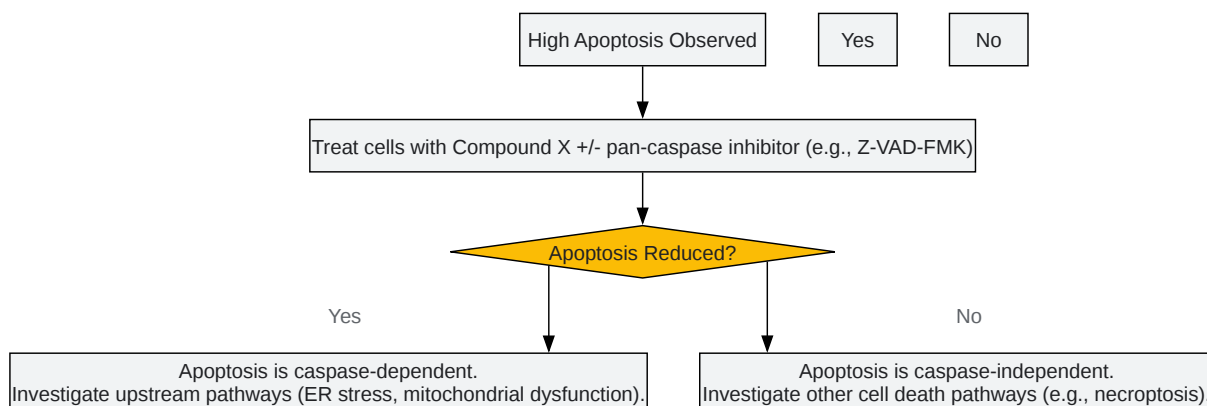 High Apoptosis Observed
Yes
No
Treat cells with Compound X +/- pan-caspase inhibitor (e.g., Z-VAD-FMK)
Apoptosis Reduced?
Yes
No
Apoptosis is caspase-dependent.
Investigate upstream pathways (ER stress, mitochondrial dysfunction).
Apoptosis is caspase-independent.
Investigate other cell death pathways (e.g., necroptosis).